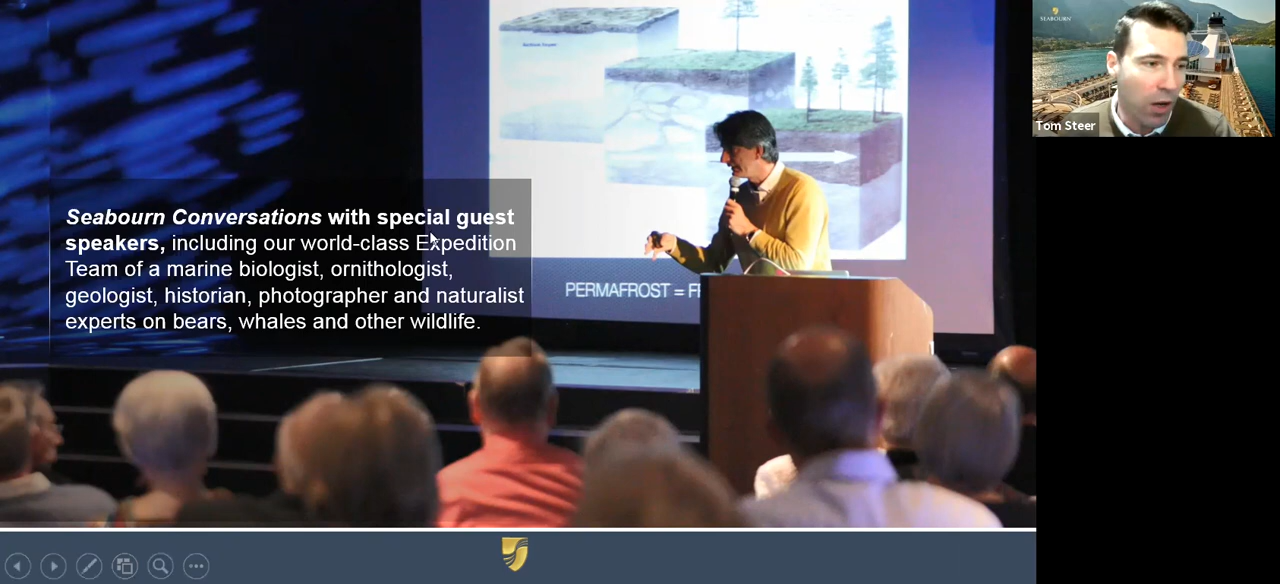 Seabourn Conversations with special guest
speakers, including our world-class Expedition
Team of a marine biologist, ornithologist,
geologist, historian, photographer and naturalist
experts on bears, whales and other wildlife.
PERMAFROST =
SEABOURN
Tom Steer